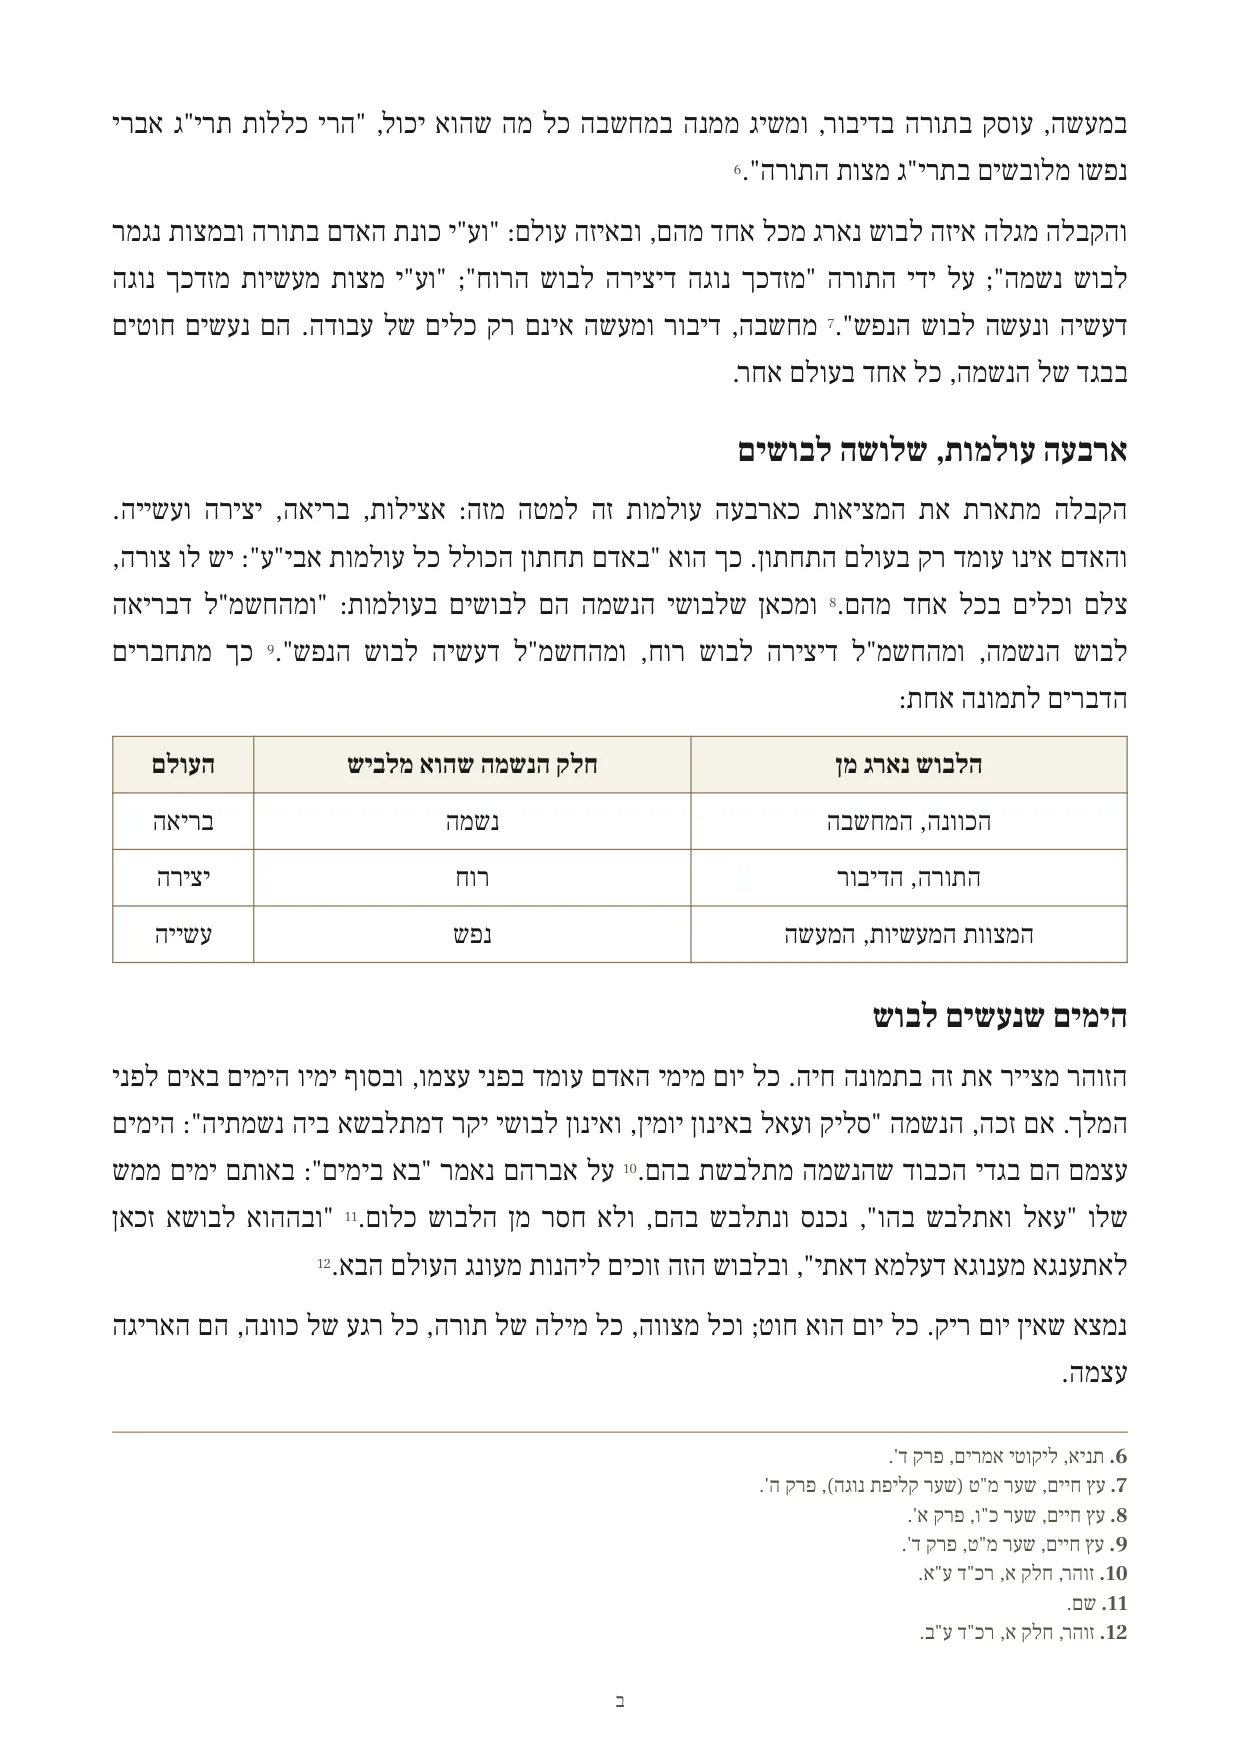 במעשה, עוסק בתורה בדיבור, ומשיג ממנה במחשבה כל מה שהוא יכול, "הרי כללות תרי"ג אברי
נפשו מלובשים בתרי"ג מצות התורה".6
והקבלה מגלה איזה לבוש נארג מכל אחד מהם, ובאיזה עולם: "וע"י כונת האדם בתורה ובמצות נגמר
לבוש נשמה"; על ידי התורה "מזדכך נוגה דיצירה לבוש הרוח"; "וע"י מצות מעשיות מזדכך נוגה
דעשיה ונעשה לבוש הנפש".7 מחשבה, דיבור ומעשה אינם רק כלים של עבודה. הם נעשים חוטים
בבגד של הנשמה, כל אחד בעולם אחר.
ארבעה עולמות, שלושה לבושים
הקבלה מתארת את המציאות כארבעה עולמות זה למטה מזה: אצילות, בריאה, יצירה ועשייה.
והאדם אינו עומד רק בעולם התחתון. כך הוא "באדם תחתון הכולל כל עולמות אבי"ע": יש לו צורה,
צלם וכלים בכל אחד מהם.8 ומכאן שלבושי הנשמה הם לבושים בעולמות: "ומהחשמ"ל דבריאה
לבוש הנשמה, ומהחשמ"ל דיצירה לבוש רוח, ומהחשמ"ל דעשיה לבוש הנפש".9 כך מתחברים
הדברים לתמונה אחת:
הלבוש נארג מן חלק הנשמה שהוא מלביש העולם
הכוונה, המחשבה נשמה בריאה
התורה, הדיבור רוח יצירה
המצוות המעשיות, המעשה נפש עשייה
הימים שנעשים לבוש
הזוהר מצייר את זה בתמונה חיה. כל יום מימי האדם עומד בפני עצמו, ובסוף ימיו הימים באים לפני
המלך. אם זכה, הנשמה "סליק ועאל באינון יומין, ואינון לבושי יקר דמתלבשא ביה נשמתיה": הימים
עצמם הם בגדי הכבוד שהנשמה מתלבשת בהם.10 על אברהם נאמר "בא בימים": באותם ימים ממש
שלו "עאל ואתלבש בהו", נכנס ונתלבש בהם, ולא חסר מן הלבוש כלום.11 "ובההוא לבושא זכאן
לאתענגא מענוגא דעלמא דאתי", ובלבוש הזה זוכים ליהנות מעונג העולם הבא.12
נמצא שאין יום ריק. כל יום הוא חוט; וכל מצווה, כל מילה של תורה, כל רגע של כוונה, הם האריגה
עצמה.
6. תניא, ליקוטי אמרים, פרק ד'.
7. עץ חיים, שער מ"ט (שער קליפת נוגה), פרק ה'.
8. עץ חיים, שער כ"ו, פרק א'.
9. עץ חיים, שער מ"ט, פרק ד'.
10. זוהר, חלק א, רכ"ד ע"א.
11. שם.
12. זוהר, חלק א, רכ"ד ע"ב.
ב